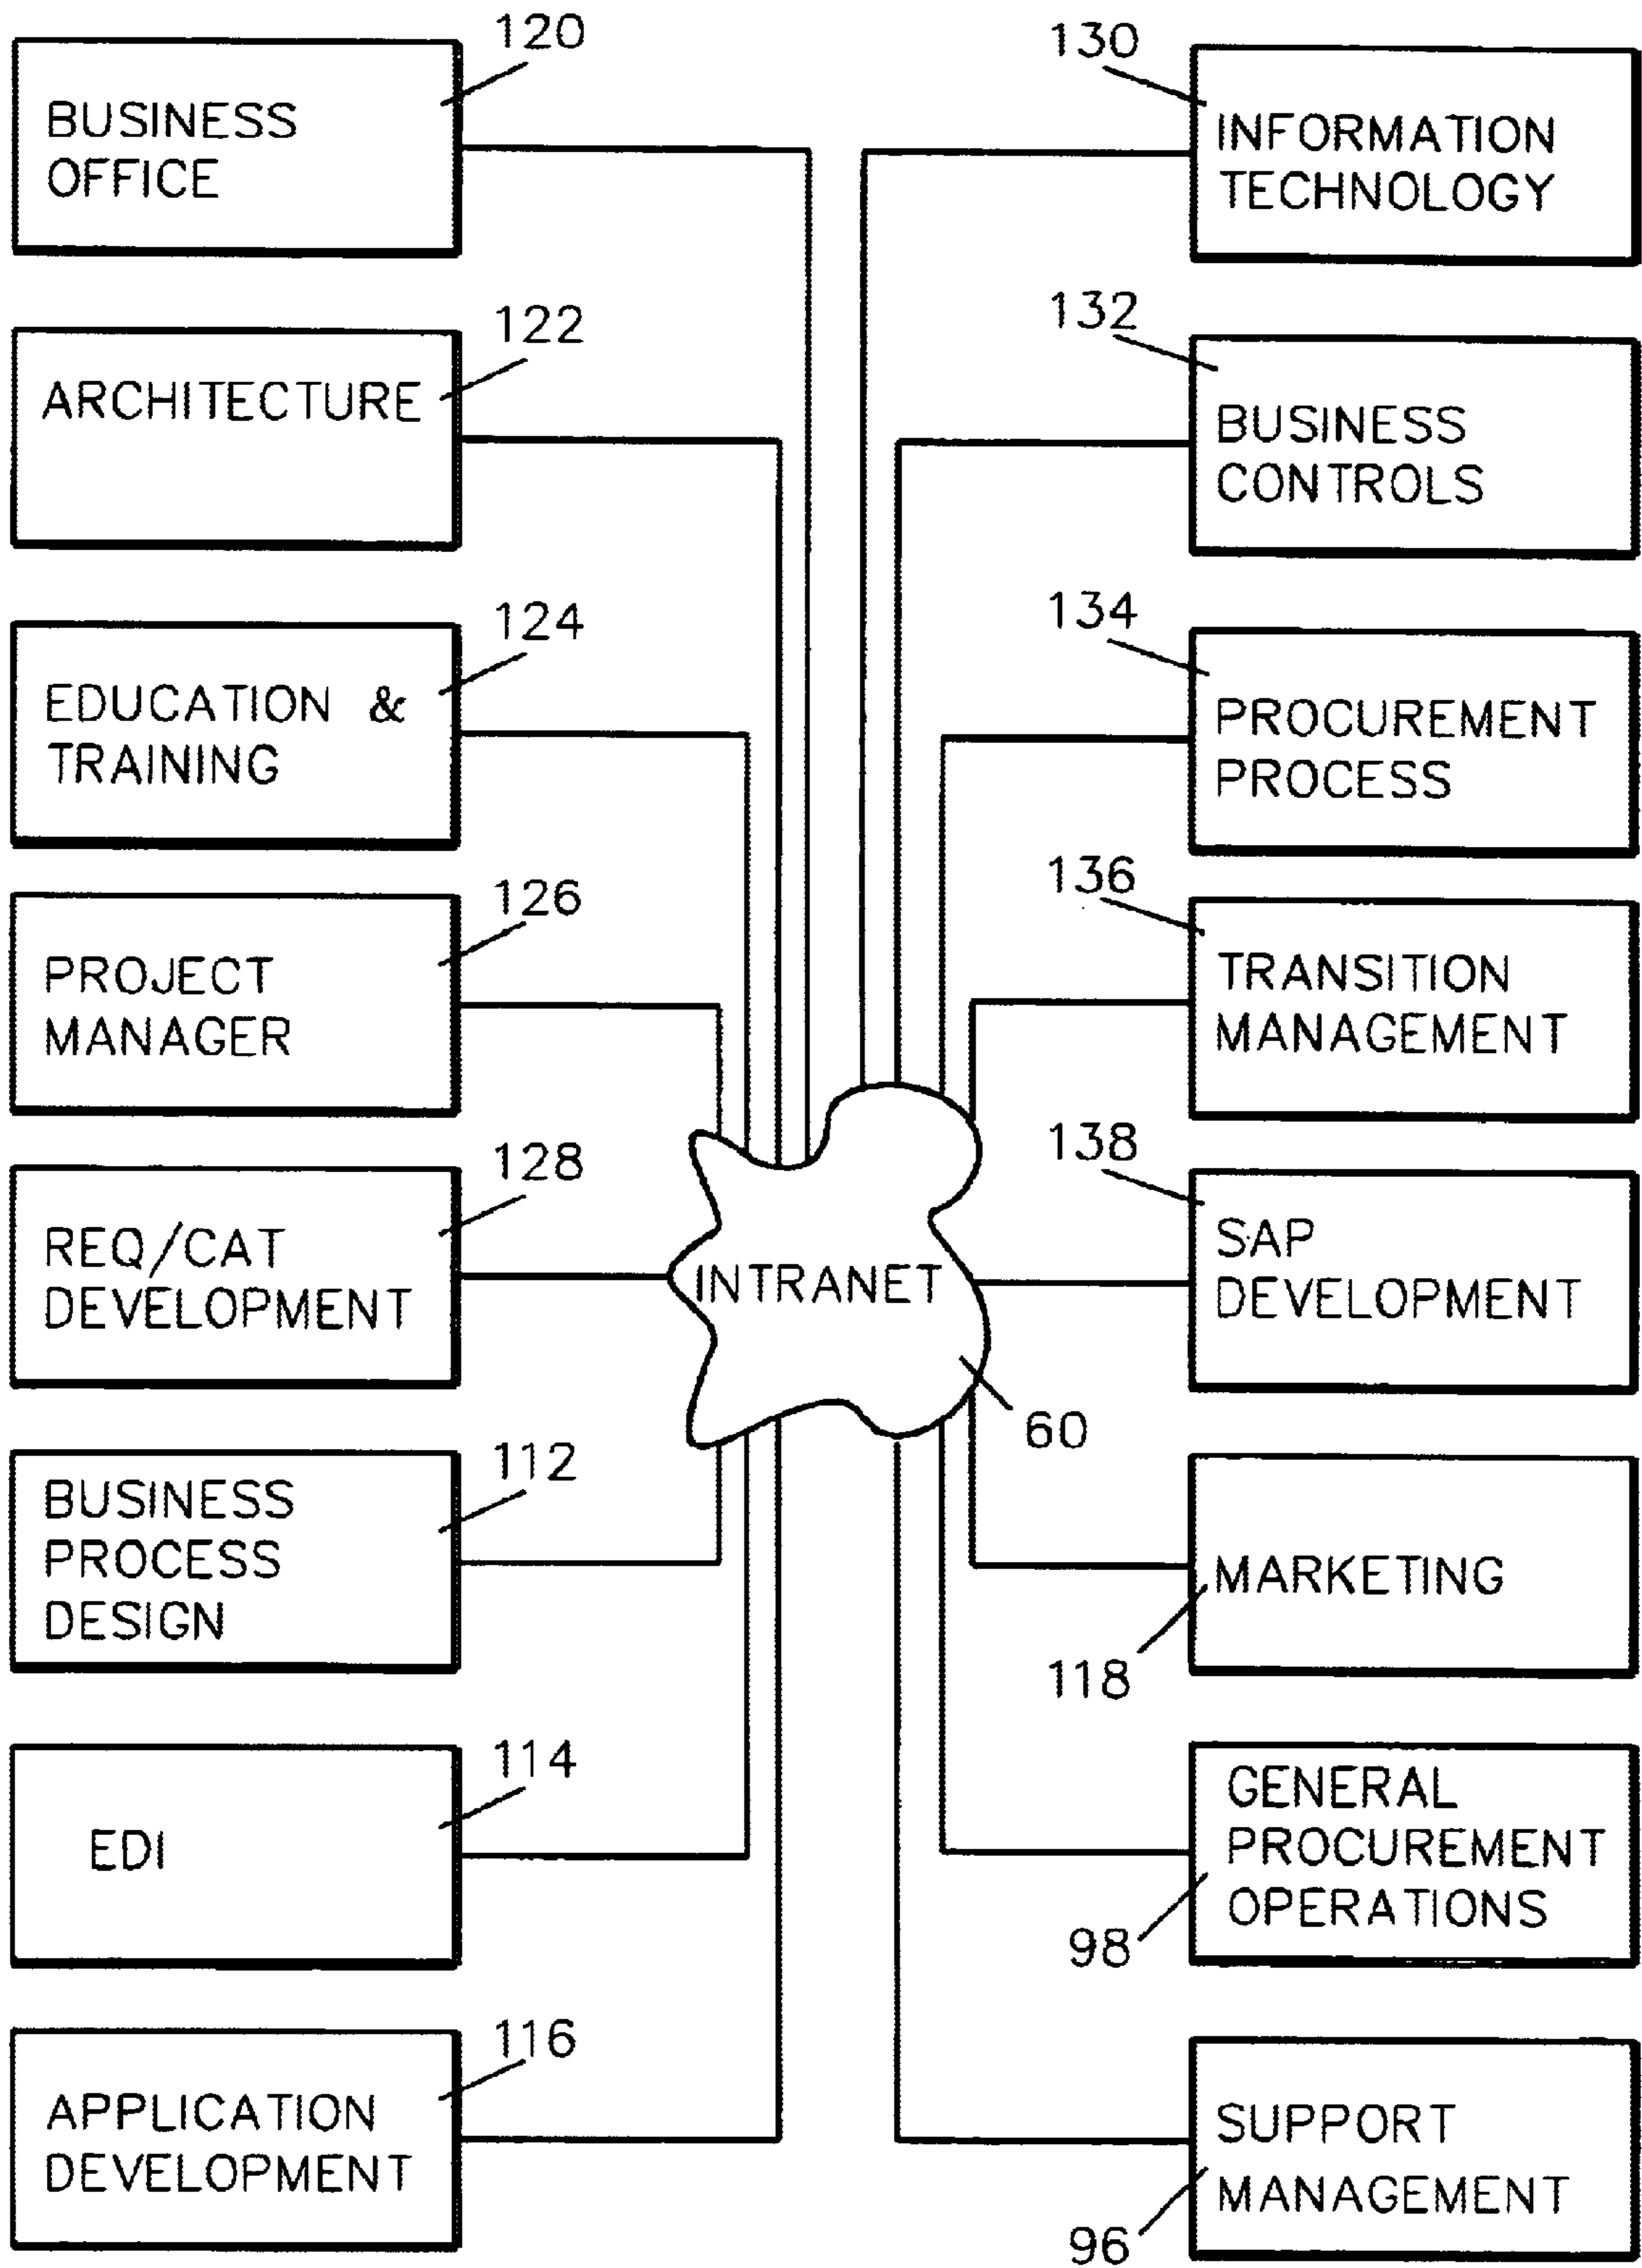 120
BUSINESS
OFFICE
122
ARCHITECTURE
124
EDUCATION &
TRAINING
126
PROJECT
MANAGER
128
REQ/CAT
DEVELOPMENT
112
BUSINESS
PROCESS
DESIGN
114
EDI
116
APPLICATION
DEVELOPMENT
INTRANET
60
130
INFORMATION
TECHNOLOGY
132
BUSINESS
CONTROLS
134
PROCUREMENT
PROCESS
136
TRANSITION
MANAGEMENT
138
SAP
DEVELOPMENT
MARKETING
118
GENERAL
PROCUREMENT
OPERATIONS
98
SUPPORT
MANAGEMENT
96